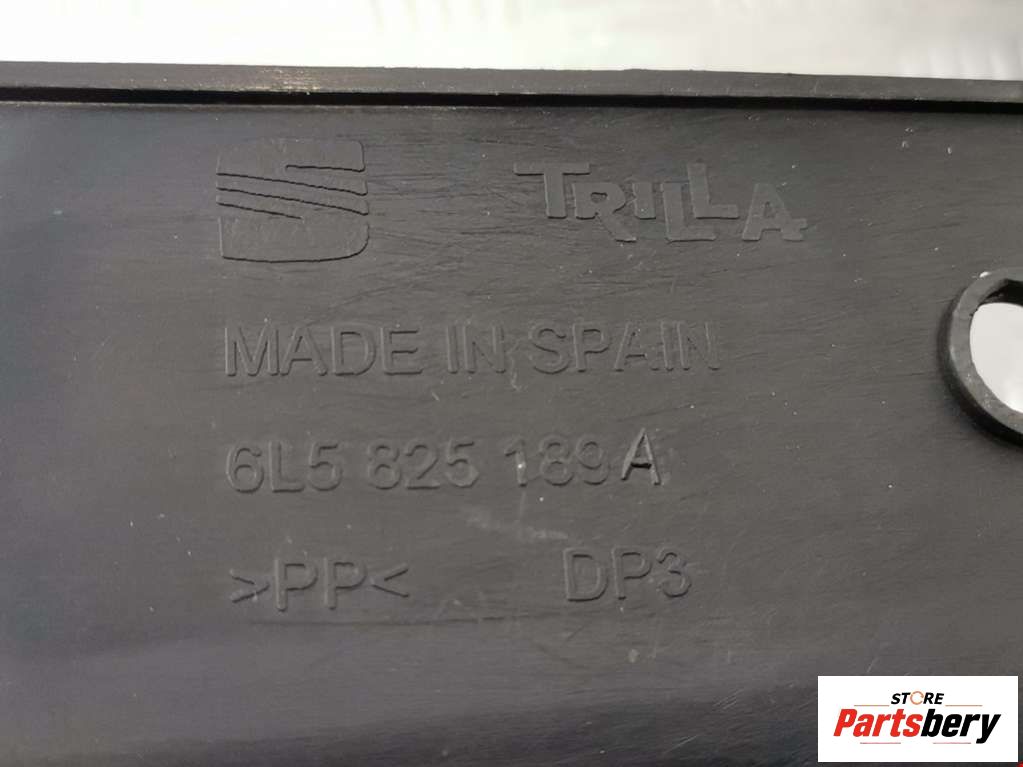 TRILLA
MADE IN SPAIN
6L5 825 189 A
>PP< DP3
STORE
Partsbery